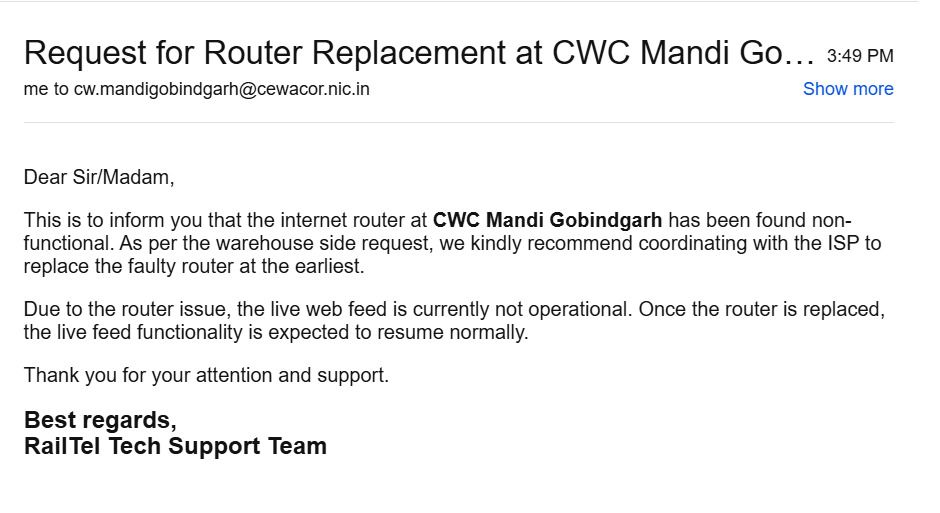 Request for Router Replacement at CWC Mandi Go... 3:49 PM
me to cw.mandigobindgarh@cewacor.nic.in Show more
Dear Sir/Madam,
This is to inform you that the internet router at CWC Mandi Gobindgarh has been found non-
functional. As per the warehouse side request, we kindly recommend coordinating with the ISP to
replace the faulty router at the earliest.
Due to the router issue, the live web feed is currently not operational. Once the router is replaced,
the live feed functionality is expected to resume normally.
Thank you for your attention and support.
Best regards,
RailTel Tech Support Team